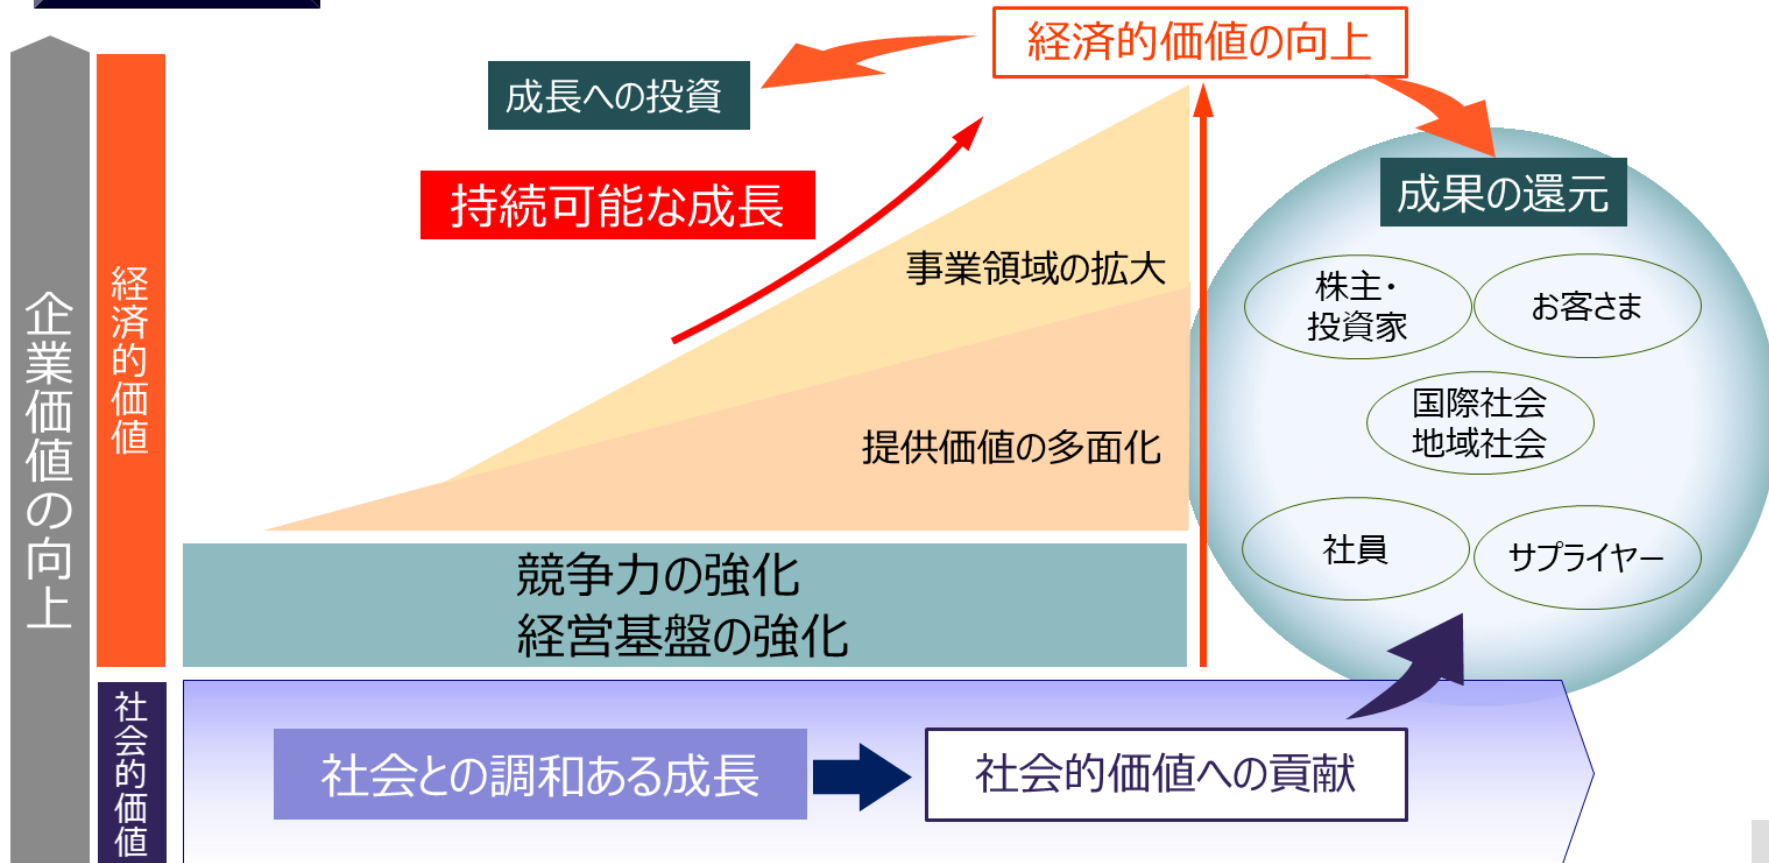 経済的価値の向上
成長への投資
持続可能な成長
成果の還元
事業領域の拡大
株主・
投資家
お客さま
国際社会
地域社会
提供価値の多面化
社員
サプライヤー
競争力の強化
経営基盤の強化
企業価値の向上
経済的価値
社会的価値
社会との調和ある成長
社会的価値への貢献